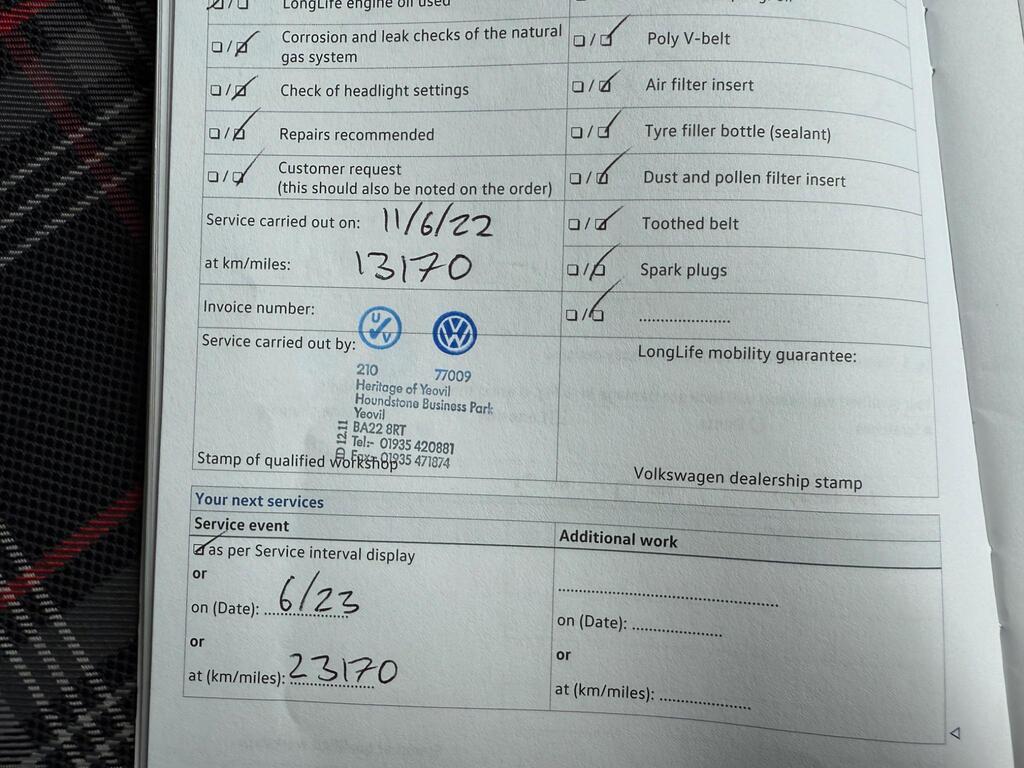 LongLife engine oil used
Corrosion and leak checks of the natural
gas system
Check of headlight settings
Repairs recommended
Customer request
(this should also be noted on the order)
Service carried out on: 11/6/22
at km/miles: 13170
Invoice number:
Service carried out by:
UV
VW
210 77009
Heritage of Yeovil
Houndstone Business Park
Yeovil
BA22 8RT
Tel:- 01935 420881
Fax:- 01935 471874
ED 12.11
Stamp of qualified workshop
Poly V-belt
Air filter insert
Tyre filler bottle (sealant)
Dust and pollen filter insert
Toothed belt
Spark plugs
....................
LongLife mobility guarantee:
Volkswagen dealership stamp
Your next services
Service event
as per Service interval display
or
on (Date): 6/23
or
at (km/miles): 23170
Additional work
on (Date): ....................
or
at (km/miles): ....................